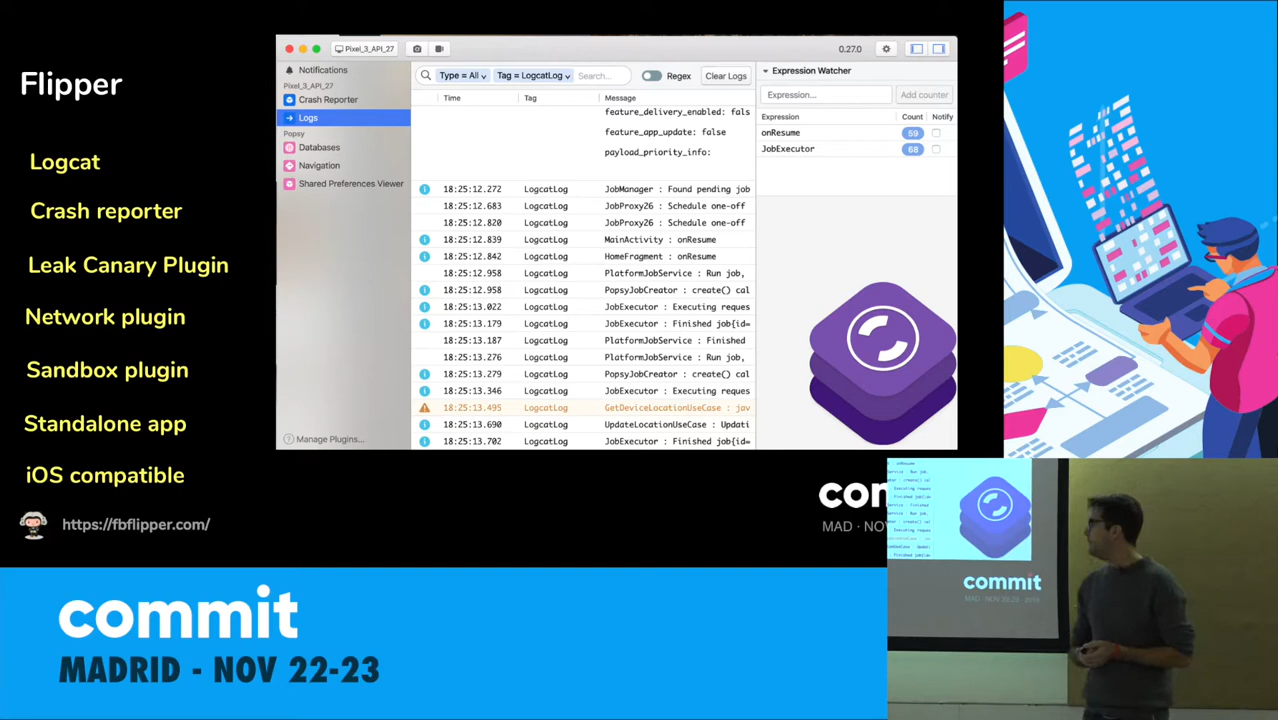 Flipper
Logcat
Crash reporter
Leak Canary Plugin
Network plugin
Sandbox plugin
Standalone app
iOS compatible
https://fbflipper.com/
Pixel_3_API_27
0.27.0
Notifications
Pixel_3_API_27
Crash Reporter
Logs
Popsy
Databases
Navigation
Shared Preferences Viewer
Manage Plugins...
Type = All Tag = LogcatLog Search... Regex Clear Logs
Time Tag Message
feature_delivery_enabled: fals
feature_app_update: false
payload_priority_info:
18:25:12.272 LogcatLog JobManager : Found pending job
18:25:12.683 LogcatLog JobProxy26 : Schedule one-off
18:25:12.820 LogcatLog JobProxy26 : Schedule one-off
18:25:12.839 LogcatLog MainActivity : onResume
18:25:12.842 LogcatLog HomeFragment : onResume
18:25:12.958 LogcatLog PlatformJobService : Run job,
18:25:12.958 LogcatLog PopsyJobCreator : create() cal
18:25:13.022 LogcatLog JobExecutor : Executing reques
18:25:13.179 LogcatLog JobExecutor : Finished job{id=
18:25:13.187 LogcatLog PlatformJobService : Finished
18:25:13.276 LogcatLog PlatformJobService : Run job,
18:25:13.279 LogcatLog PopsyJobCreator : create() cal
18:25:13.346 LogcatLog JobExecutor : Executing reques
18:25:13.495 LogcatLog GetDeviceLocationUseCase : jav
18:25:13.690 LogcatLog UpdateLocationUseCase : Updati
18:25:13.702 LogcatLog JobExecutor : Finished job{id=
Expression Watcher
Expression... Add counter
Expression Count Notify
onResume 59
JobExecutor 68
com
MAD · NOV
commit
MADRID - NOV 22-23
commit